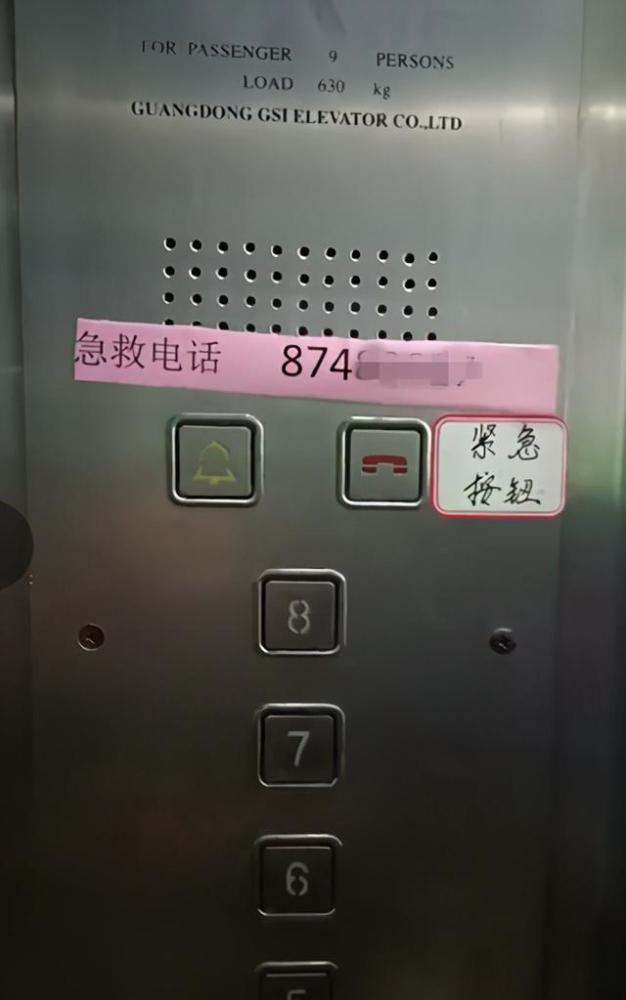 FOR PASSENGER 9 PERSONS
LOAD 630 kg
GUANGDONG GSI ELEVATOR CO.,LTD
急救电话 874
紧急
按钮
8
7
6